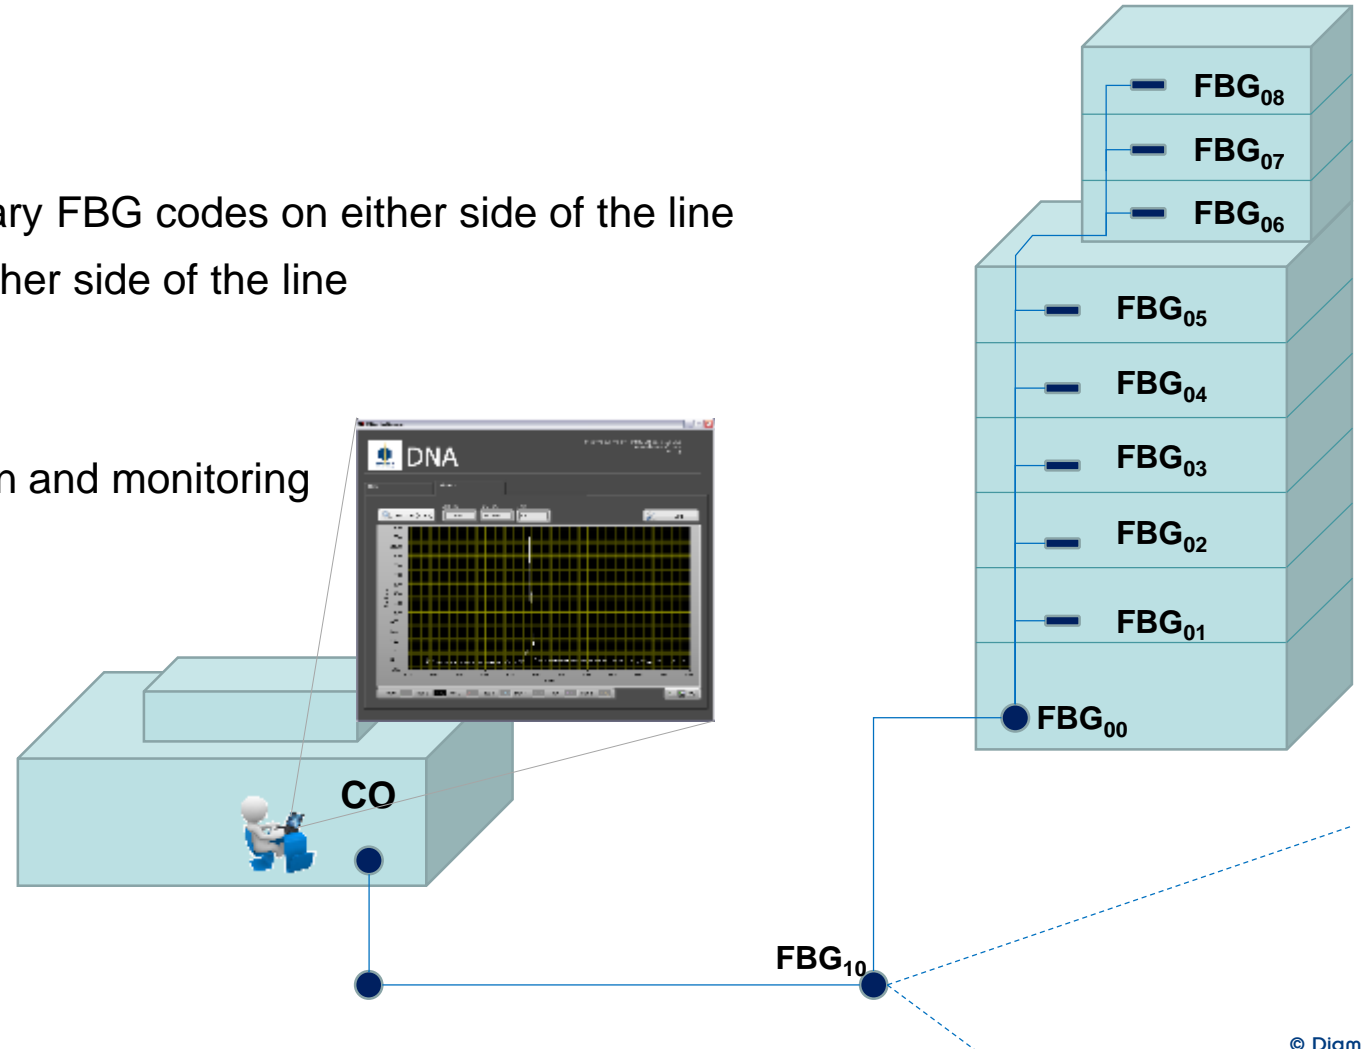 FBG08
FBG07
ary FBG codes on either side of the line
FBG06
her side of the line
FBG05
FBG04
DNA
FBG03
n and monitoring
FBG02
FBG01
FBG00
CO
FBG10
© Diam